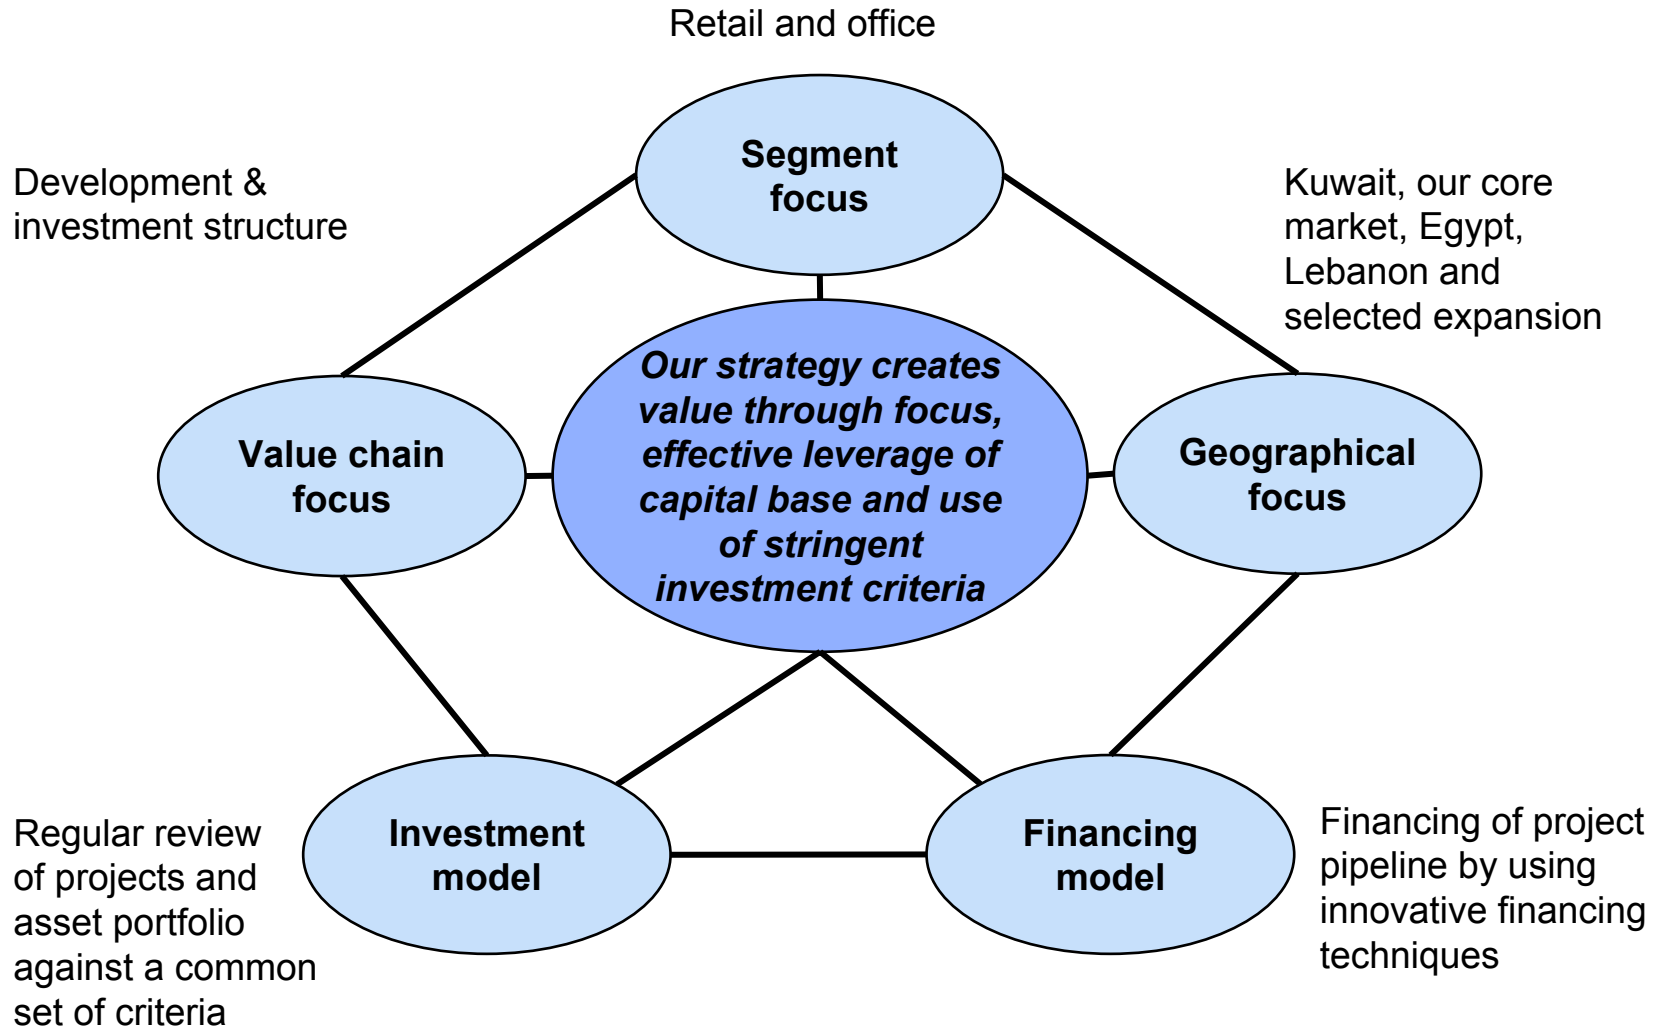 Retail and office
Segment
focus
Development &
investment structure
Kuwait, our core
market, Egypt,
Lebanon and
selected expansion
Our strategy creates
value through focus,
effective leverage of
capital base and use
of stringent
investment criteria
Value chain
focus
Geographical
focus
Investment
model
Financing
model
Regular review
of projects and
asset portfolio
against a common
set of criteria
Financing of project
pipeline by using
innovative financing
techniques